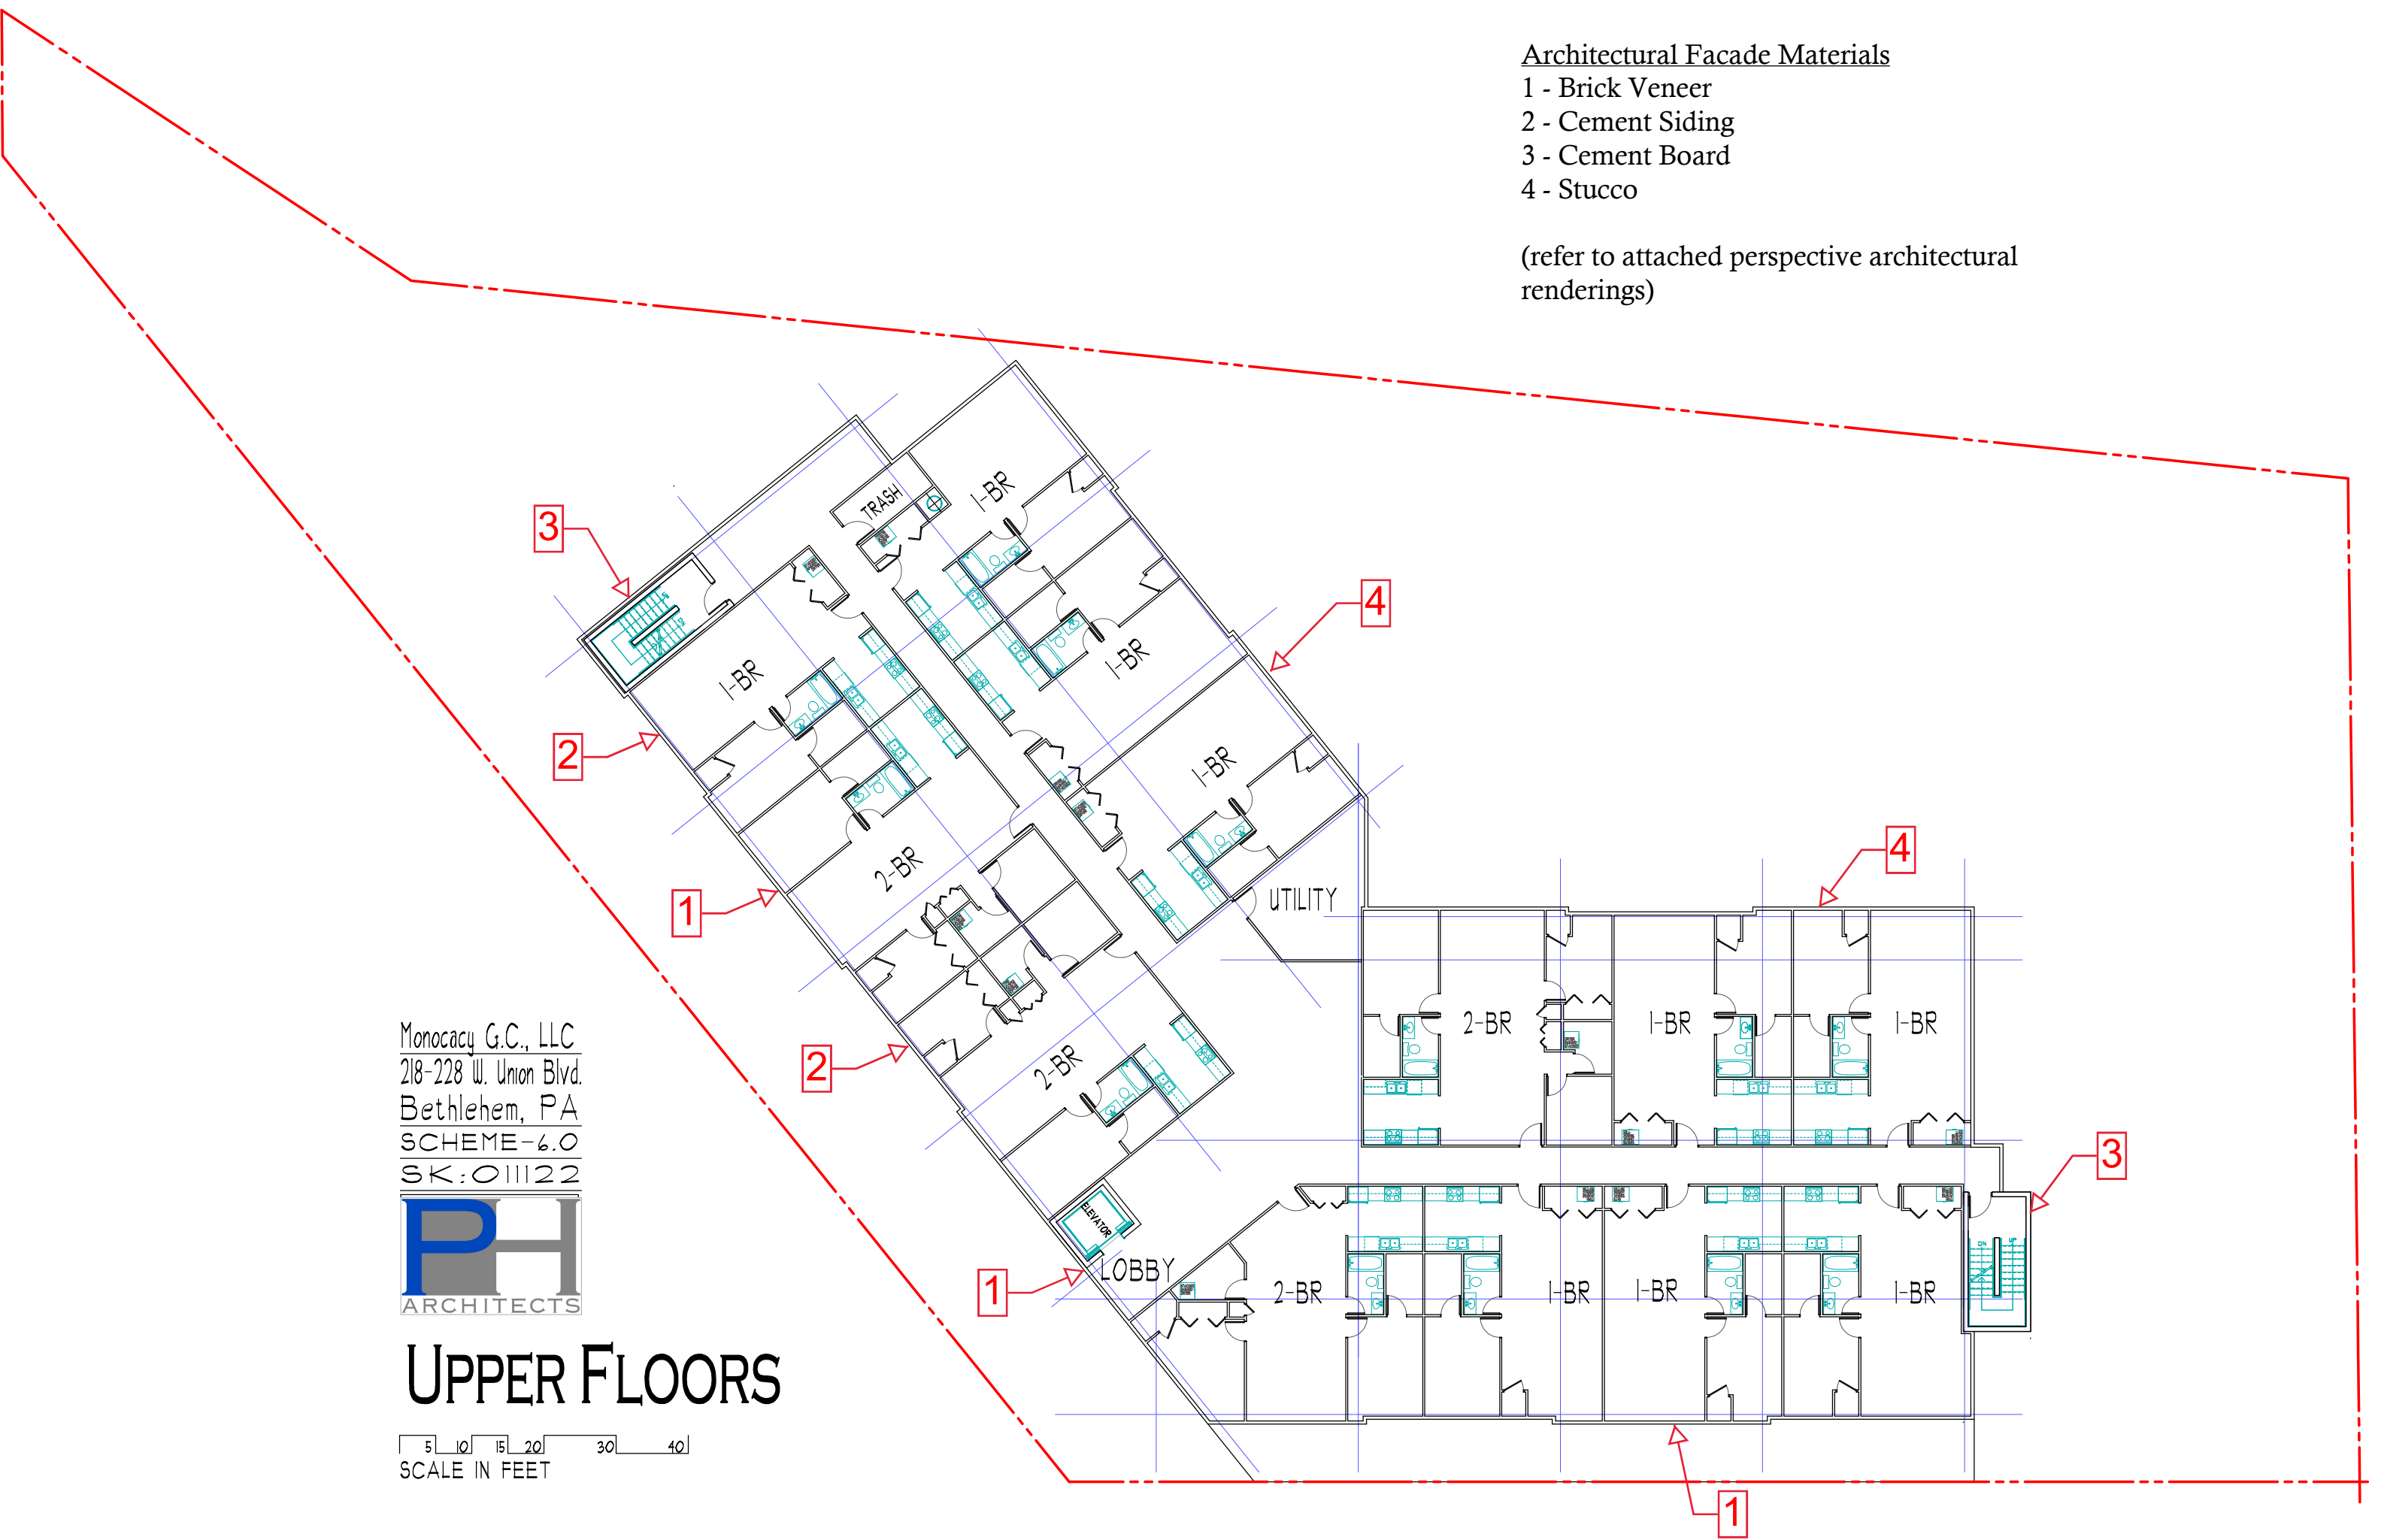 Architectural Facade Materials
1 - Brick Veneer
2 - Cement Siding
3 - Cement Board
4 - Stucco
(refer to attached perspective architectural
renderings)
1-BR
TRASH
3
4
1-BR
1-BR
2
1-BR
2-BR
1
UTILITY
4
2-BR
1-BR
1-BR
2
2-BR
3
ELEVATOR
LOBBY
1
2-BR
1-BR
1-BR
1-BR
DN
UP
1
Monocacy G.C., LLC
218-228 W. Union Blvd.
Bethlehem, PA
SCHEME-6.0
SK:011122
PH
ARCHITECTS
UPPER FLOORS
5 10 15 20 30 40
SCALE IN FEET